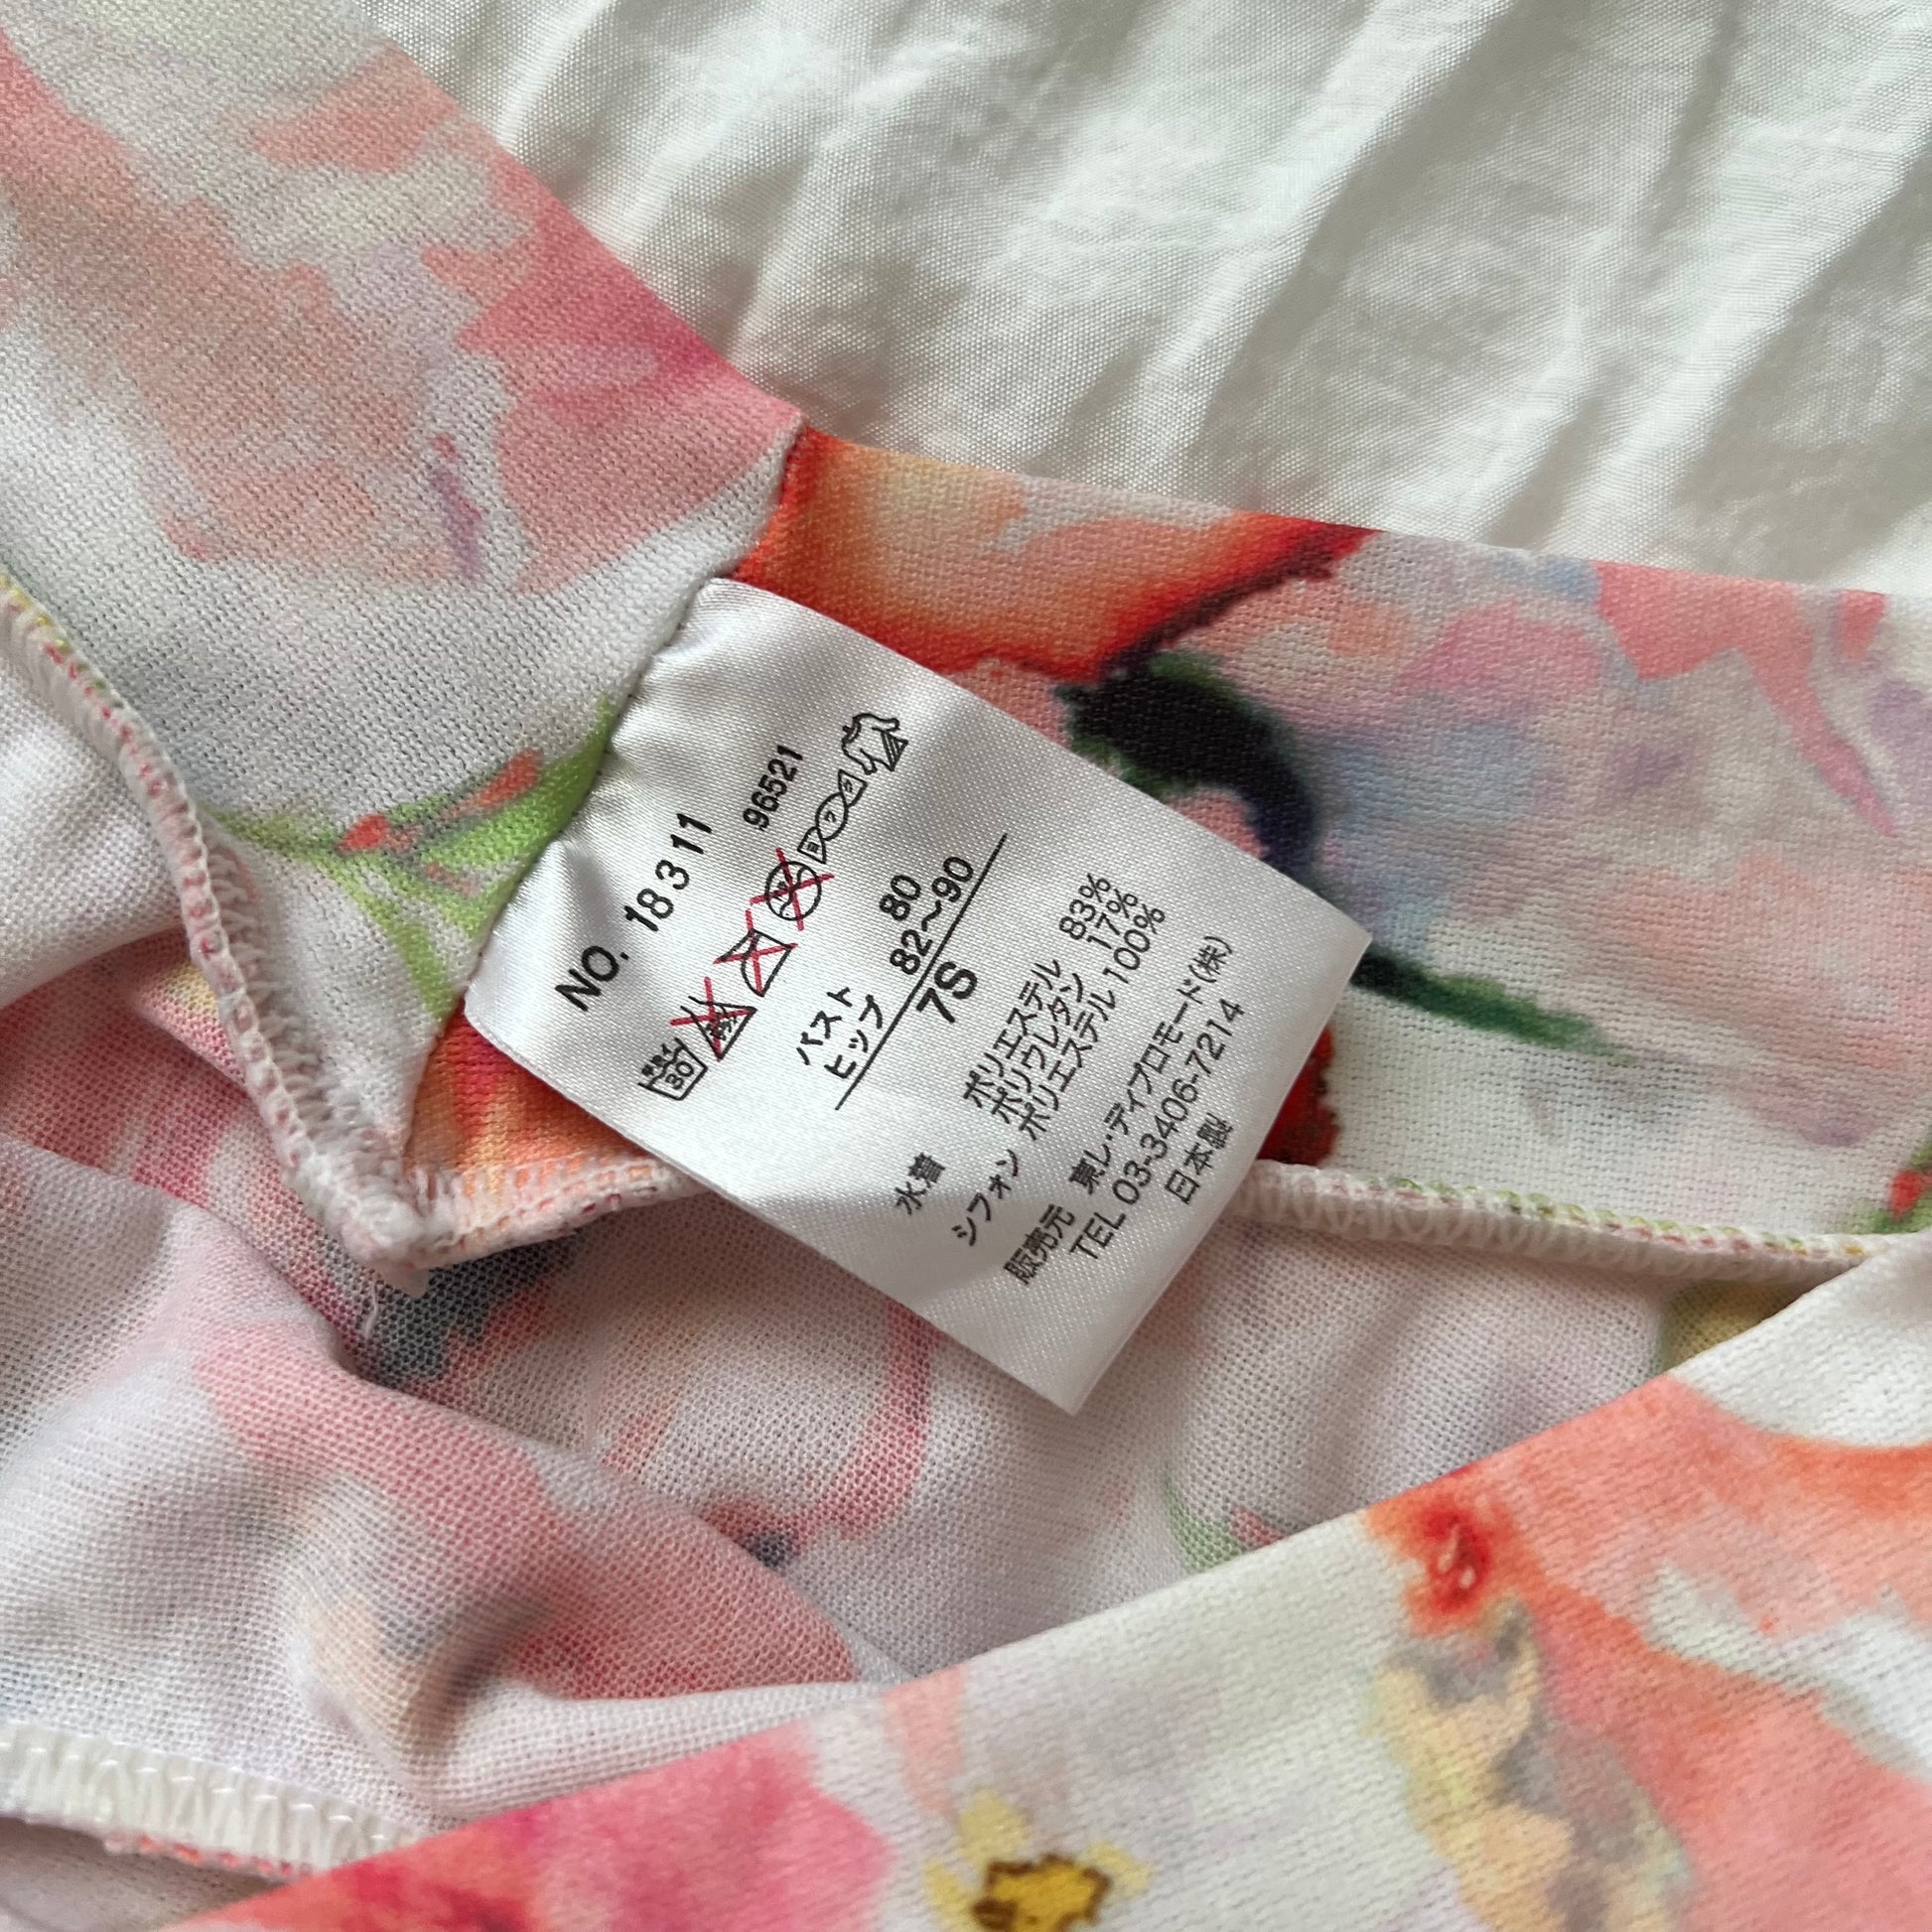 NO. 18311
96521
30
バスト 80
ヒップ 82〜90
7S
水着 ポリエステル 83%
ポリウレタン 17%
シフォン ポリエステル 100%
販売元 東レ・ディプロモード(株)
TEL 03-3406-7214
日本製